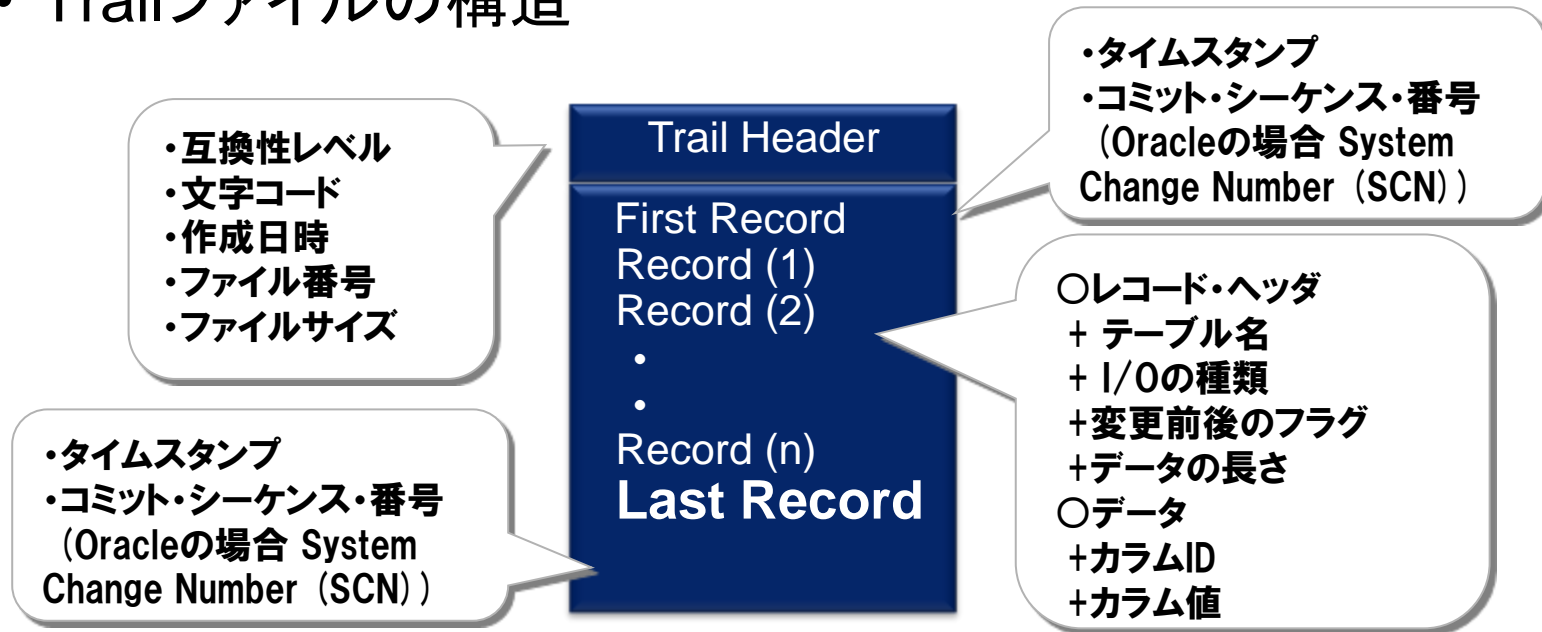 ・Trailファイルの構造
・互換性レベル
・文字コード
・作成日時
・ファイル番号
・ファイルサイズ
Trail Header
First Record
Record (1)
Record (2)
•
•
Record (n)
Last Record
・タイムスタンプ
・コミット・シーケンス・番号
(Oracleの場合 System
Change Number (SCN))
○レコード・ヘッダ
+ テーブル名
+ I/Oの種類
+変更前後のフラグ
+データの長さ
○データ
+カラムID
+カラム値
・タイムスタンプ
・コミット・シーケンス・番号
(Oracleの場合 System
Change Number (SCN))